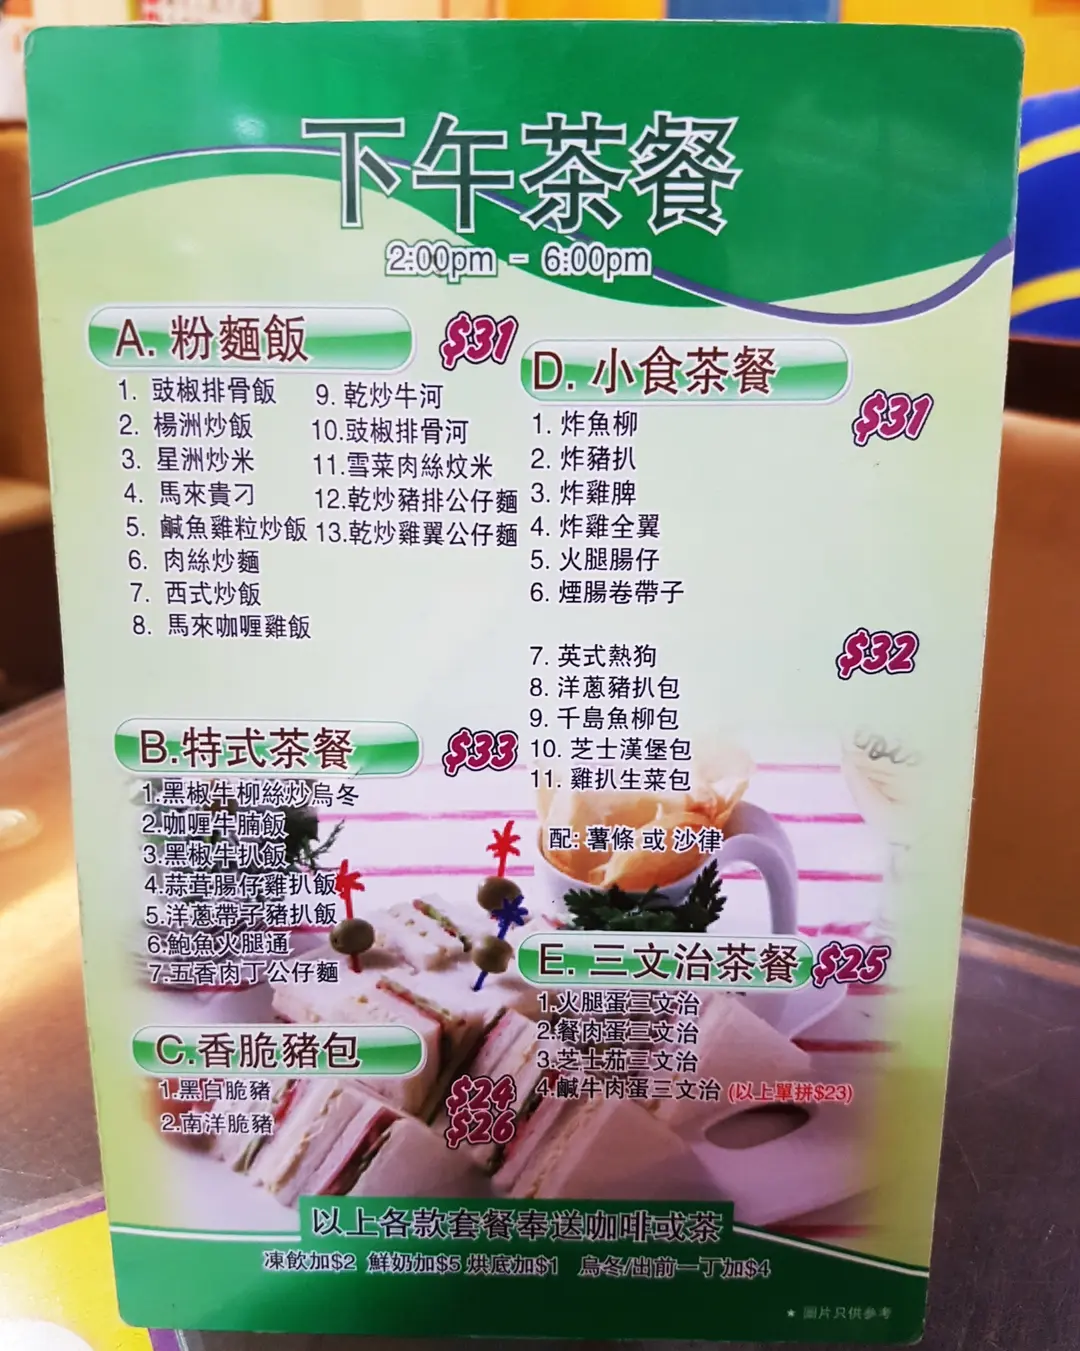 下午茶餐
2:00pm - 6:00pm
A. 粉麵飯 $31
1. 豉椒排骨飯
2. 楊洲炒飯
3. 星洲炒米
4. 馬來貴刁
5. 鹹魚雞粒炒飯
6. 肉絲炒麵
7. 西式炒飯
8. 馬來咖喱雞飯
9. 乾炒牛河
10.豉椒排骨河
11.雪菜肉絲炆米
12.乾炒豬排公仔麵
13.乾炒雞翼公仔麵
B.特式茶餐 $33
1.黑椒牛柳絲炒烏冬
2.咖喱牛腩飯
3.黑椒牛扒飯
4.蒜茸腸仔雞扒飯
5.洋蔥帶子豬扒飯
6.鮑魚火腿通
7.五香肉丁公仔麵
C.香脆豬包
1.黑白脆豬 $24
2.南洋脆豬 $26
D. 小食茶餐
$31
1. 炸魚柳
2. 炸豬扒
3. 炸雞脾
4. 炸雞全翼
5. 火腿腸仔
6. 煙腸卷帶子
$32
7. 英式熱狗
8. 洋蔥豬扒包
9. 千島魚柳包
10. 芝士漢堡包
11. 雞扒生菜包
配: 薯條 或 沙律
E. 三文治茶餐 $25
1.火腿蛋三文治
2.餐肉蛋三文治
3.芝士茄三文治
4.鹹牛肉蛋三文治 (以上單拼$23)
以上各款套餐奉送咖啡或茶
凍飲加$2 鮮奶加$5 烘底加$1 烏冬/出前一丁加$4
★ 圖片只供參考